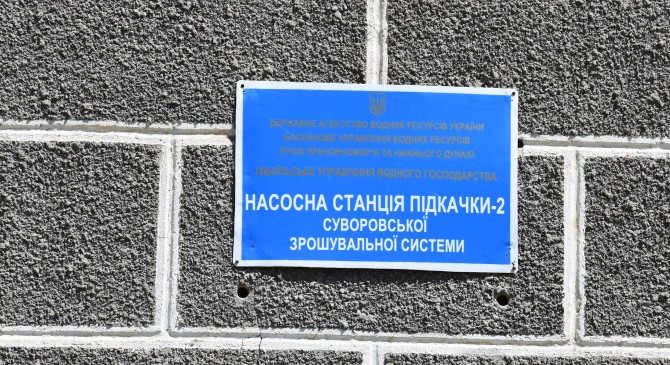 ДЕРЖАВНЕ АГЕНТСТВО ВОДНИХ РЕСУРСІВ УКРАЇНИ
БАСЕЙНОВЕ УПРАВЛІННЯ ВОДНИХ РЕСУРСІВ
РІЧОК ПРИЧОРНОМОР'Я ТА НИЖНЬОГО ДУНАЮ
ІЗМАЇЛЬСЬКЕ УПРАВЛІННЯ ВОДНОГО ГОСПОДАРСТВА
НАСОСНА СТАНЦІЯ ПІДКАЧКИ-2
СУВОРОВСЬКОЇ
ЗРОШУВАЛЬНОЇ СИСТЕМИ